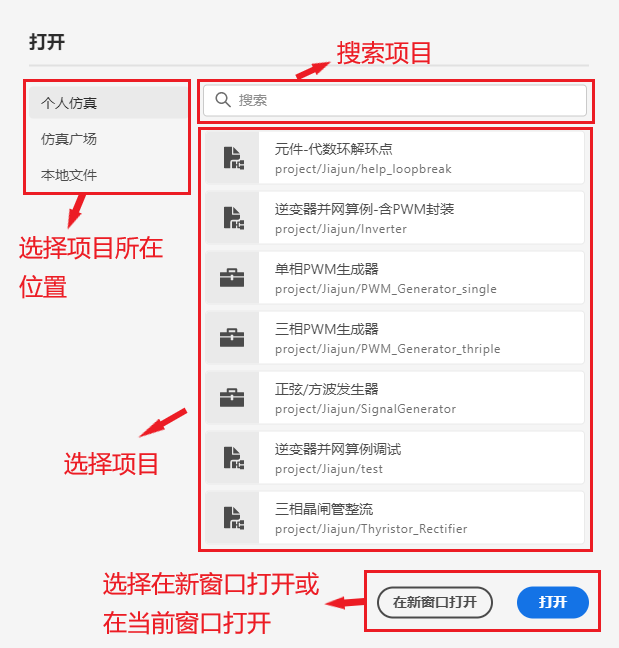 打开
搜索项目
个人仿真
仿真广场
本地文件
搜索
选择项目所在
位置
元件-代数环解环点
project/Jiajun/help_loopbreak
逆变器并网算例-含PWM封装
project/Jiajun/Inverter
单相PWM生成器
project/Jiajun/PWM_Generator_single
三相PWM生成器
project/Jiajun/PWM_Generator_thriple
正弦/方波发生器
project/Jiajun/SignalGenerator
选择项目
逆变器并网算例调试
project/Jiajun/test
三相晶闸管整流
project/Jiajun/Thyristor_Rectifier
选择在新窗口打开或
在当前窗口打开
在新窗口打开
打开